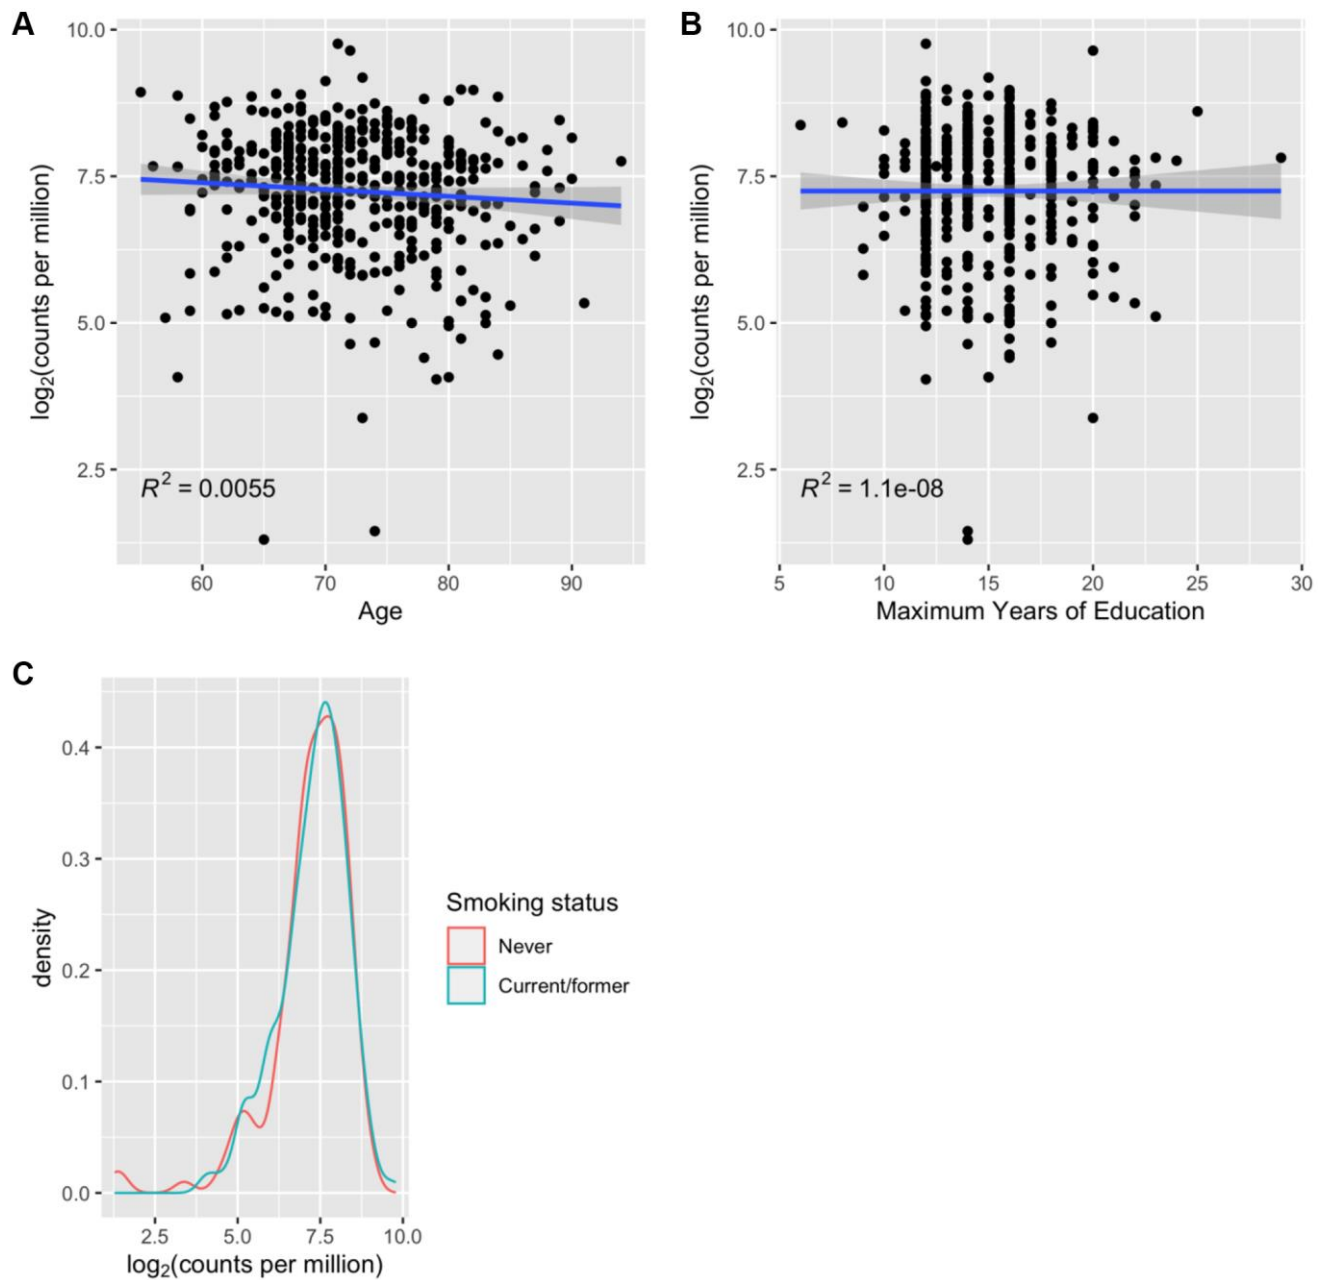 A
10.0
7.5
5.0
2.5
log₂(counts per million)
R² = 0.0055
60 70 80 90
Age
B
10.0
7.5
5.0
2.5
log₂(counts per million)
R² = 1.1e-08
5 10 15 20 25 30
Maximum Years of Education
C
0.4
0.3
0.2
0.1
0.0
density
2.5 5.0 7.5 10.0
log₂(counts per million)
Smoking status
Never
Current/former